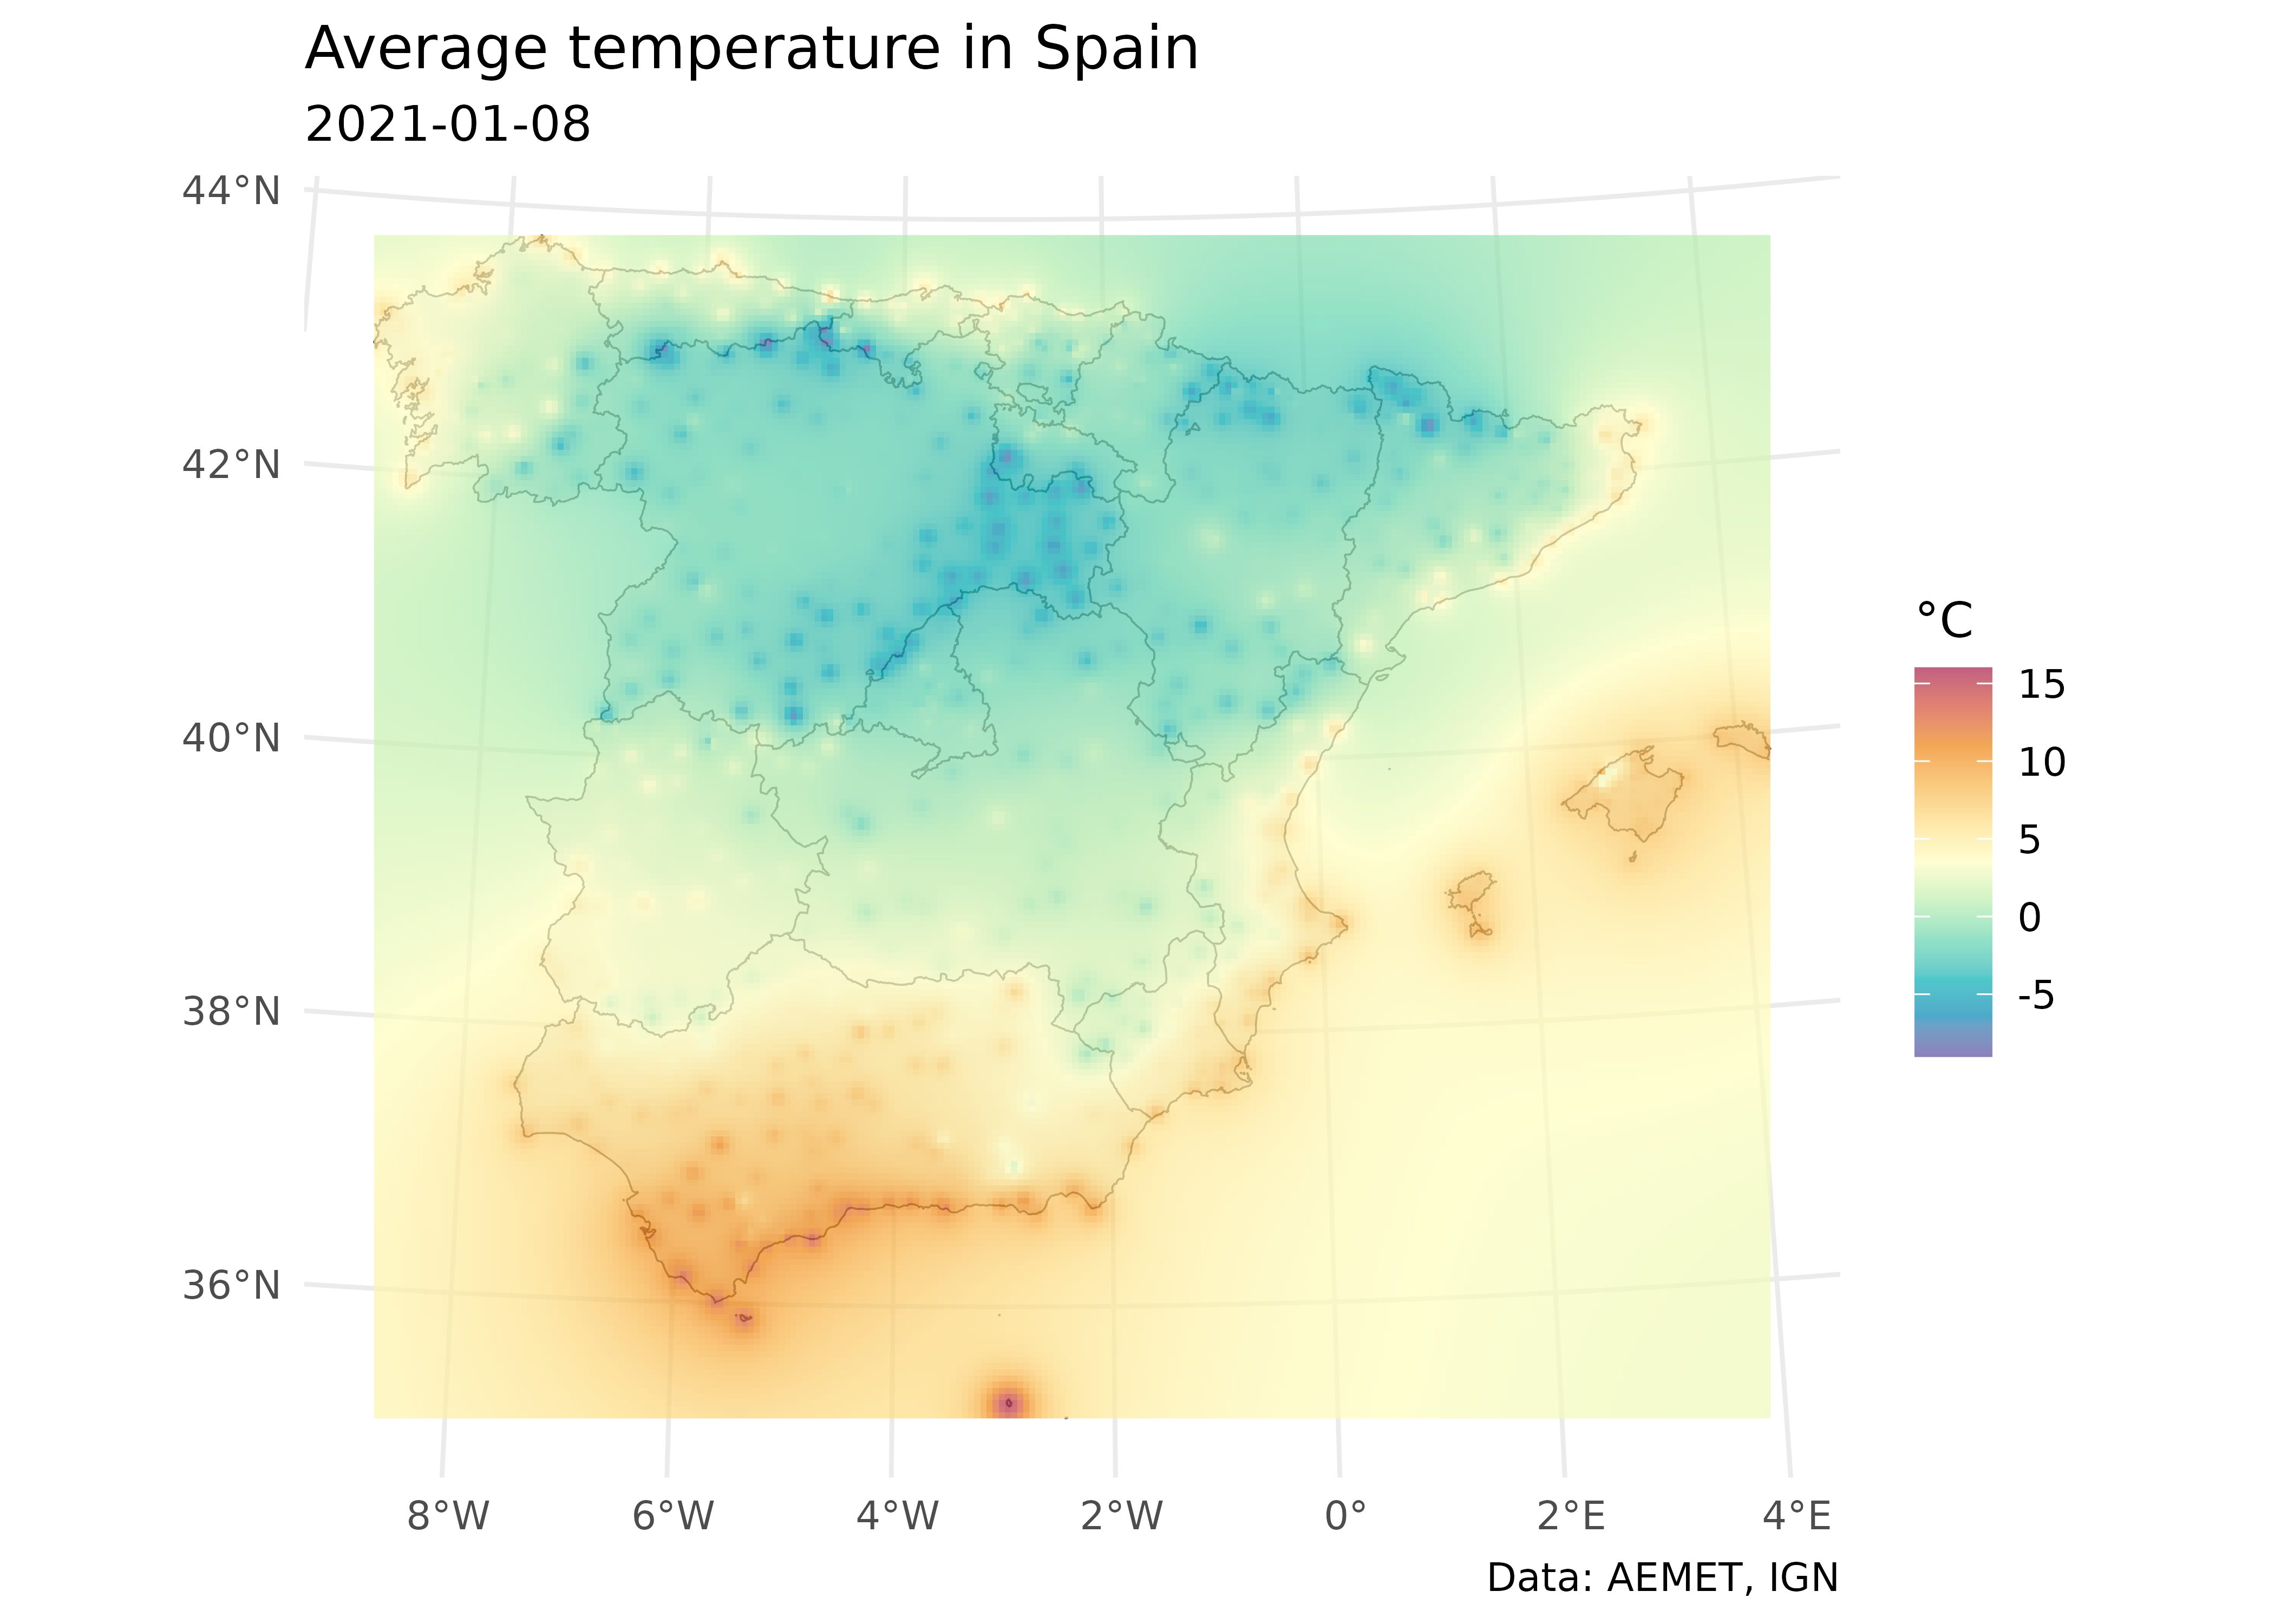 Average temperature in Spain
2021-01-08
44°N
42°N
40°N
38°N
36°N
8°W 6°W 4°W 2°W 0° 2°E 4°E
°C
15
10
5
0
-5
Data: AEMET, IGN